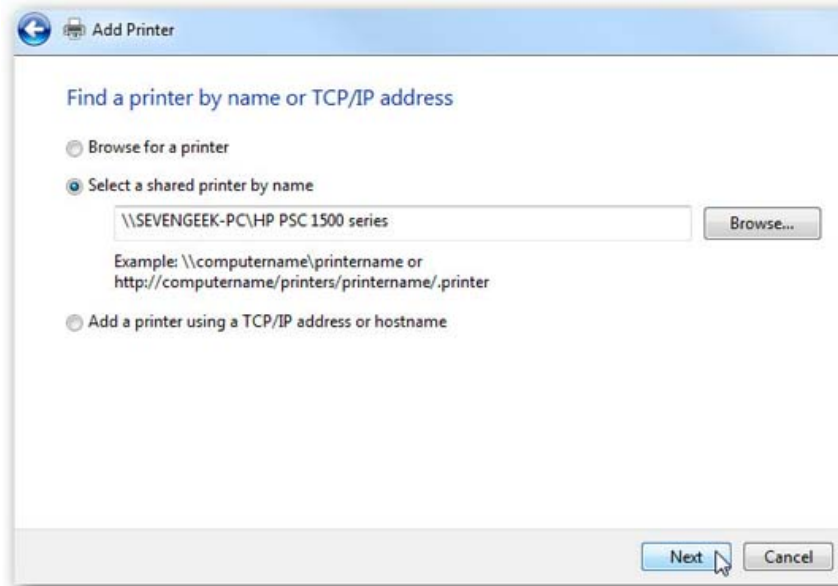 Add Printer
Find a printer by name or TCP/IP address
Browse for a printer
Select a shared printer by name
\\SEVENGEEK-PC\HP PSC 1500 series
Browse...
Example: \\computername\printername or
http://computername/printers/printername/.printer
Add a printer using a TCP/IP address or hostname
Next
Cancel